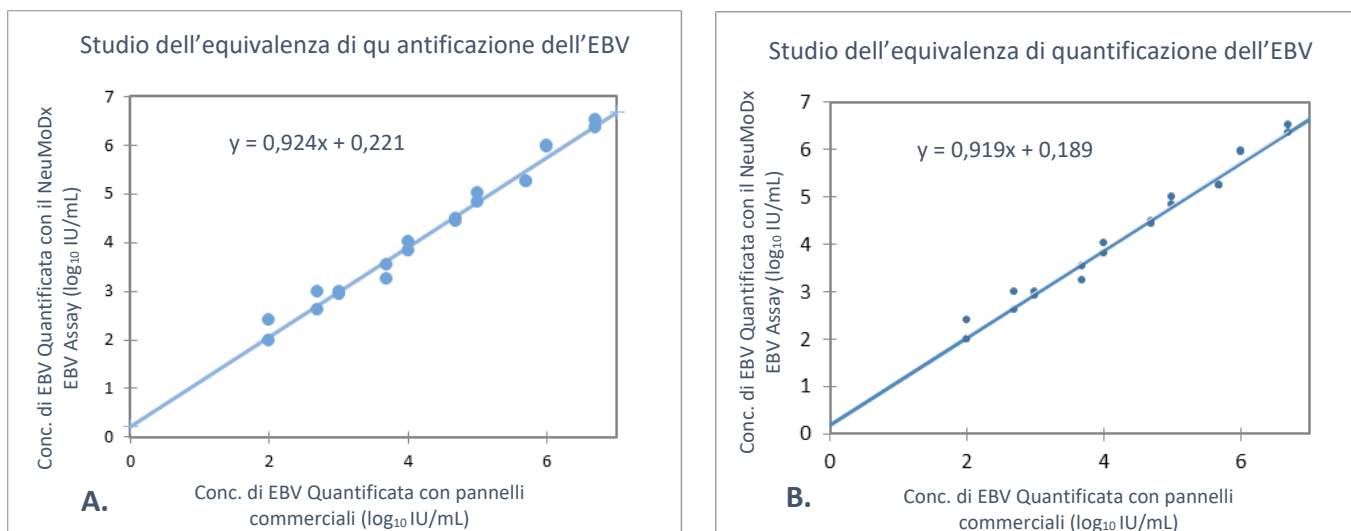 Studio dell’equivalenza di qu antificazione dell’EBV
Conc. di EBV Quantificata con il NeuMoDx
EBV Assay (log₁₀ IU/mL)
7
6
5
4
3
2
1
0
y = 0,924x + 0,221
0 2 4 6
A.
Conc. di EBV Quantificata con pannelli
commerciali (log₁₀ IU/mL)
Studio dell’equivalenza di quantificazione dell’EBV
Conc. di EBV Quantificata con il NeuMoDx
EBV Assay (log₁₀ IU/mL)
7
6
5
4
3
2
1
0
y = 0,919x + 0,189
0 2 4 6
B.
Conc. di EBV Quantificata con pannelli
commerciali (log₁₀ IU/mL)